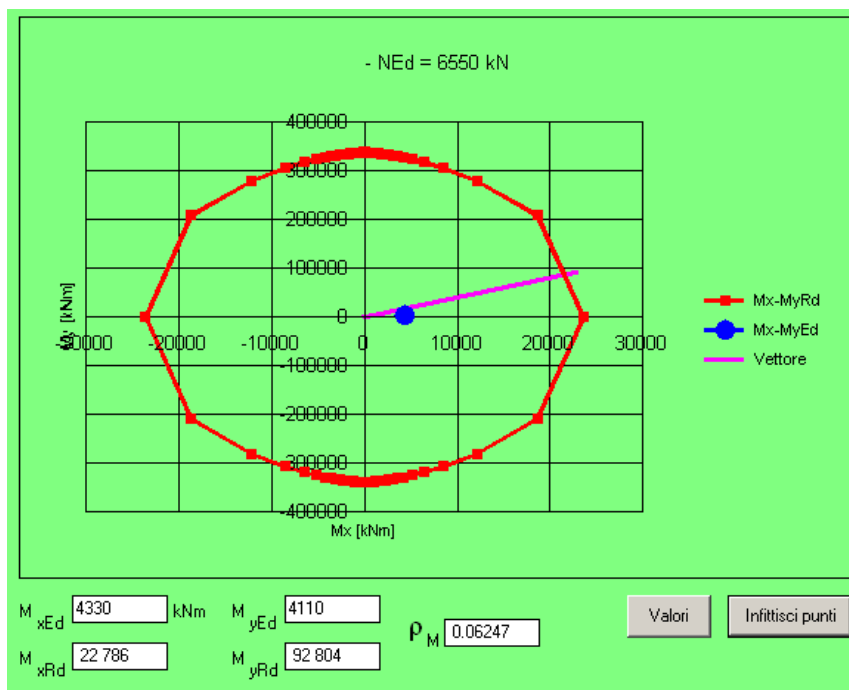 - NEd = 6550 kN
400000
300000
200000
100000
0
-100000
-200000
-300000
-400000
-20000
-10000
0
10000
20000
30000
Mx [kNm]
Mx-MyRd
Mx-MyEd
Vettore
M xEd 4330 kNm M yEd 4110
ρ M 0.06247
Valori Infittisci punti
M xRd 22 786 M yRd 92 804